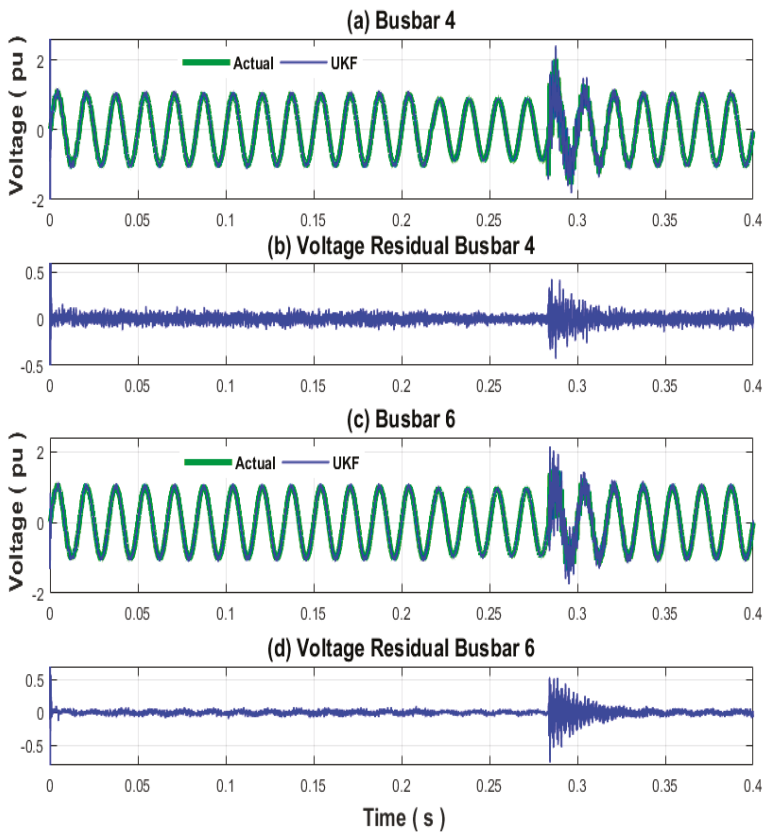 (a) Busbar 4
Voltage ( pu )
2
0
-2
Actual UKF
0 0.05 0.1 0.15 0.2 0.25 0.3 0.35 0.4
(b) Voltage Residual Busbar 4
0.5
0
-0.5
0 0.05 0.1 0.15 0.2 0.25 0.3 0.35 0.4
(c) Busbar 6
Voltage ( pu )
2
0
-2
Actual UKF
0 0.05 0.1 0.15 0.2 0.25 0.3 0.35 0.4
(d) Voltage Residual Busbar 6
0.5
0
-0.5
0 0.05 0.1 0.15 0.2 0.25 0.3 0.35 0.4
Time ( s )